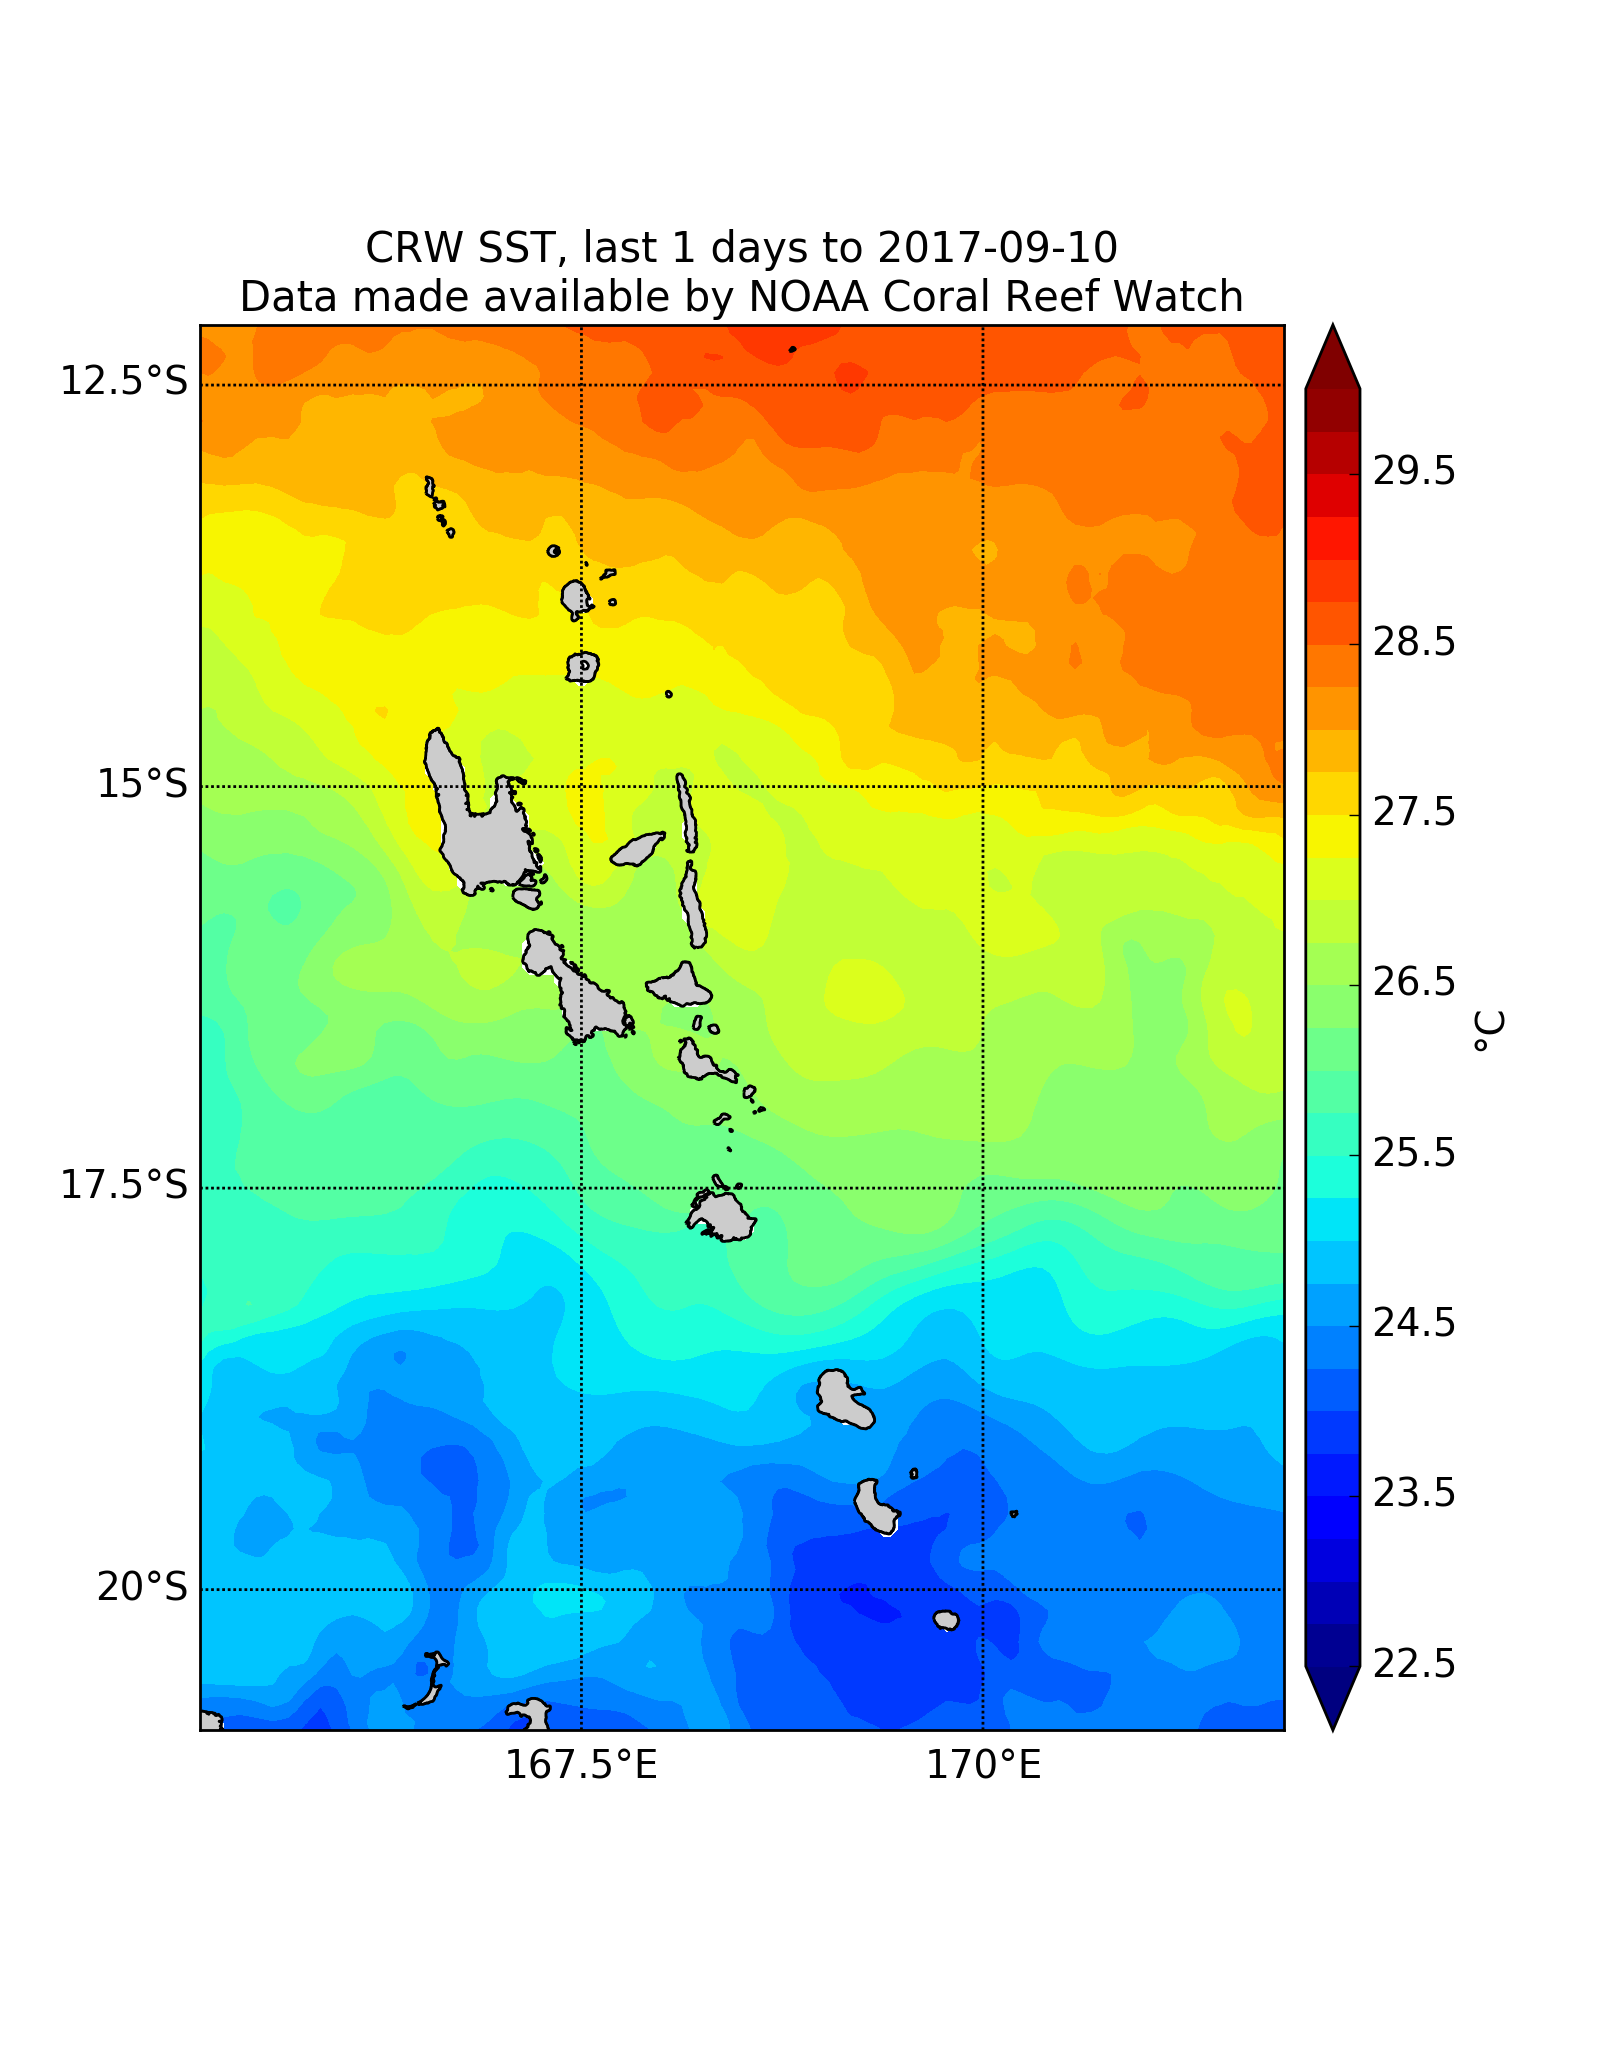 CRW SST, last 1 days to 2017-09-10
Data made available by NOAA Coral Reef Watch
12.5°S
15°S
17.5°S
20°S
167.5°E
170°E
29.5
28.5
27.5
26.5
25.5
24.5
23.5
22.5
°C